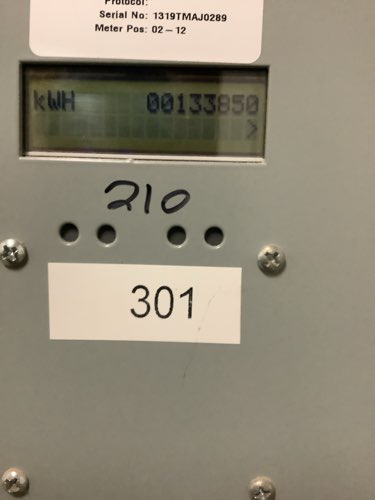 Protocol:
Serial No: 1319TMAJ0289
Meter Pos: 02 – 12
kWH 00133850
>
210
301